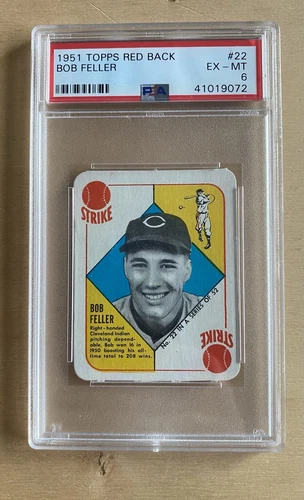 1951 TOPPS RED BACK #22
BOB FELLER EX - MT
PSA 6
41019072
STRIKE
C
BOB
FELLER
Right - handed
Cleveland Indian
pitching depend-
able. Bob won 16 in
1950 boosting his all-
time total to 208 wins.
No. 22 IN A SERIES OF 52
STRIKE